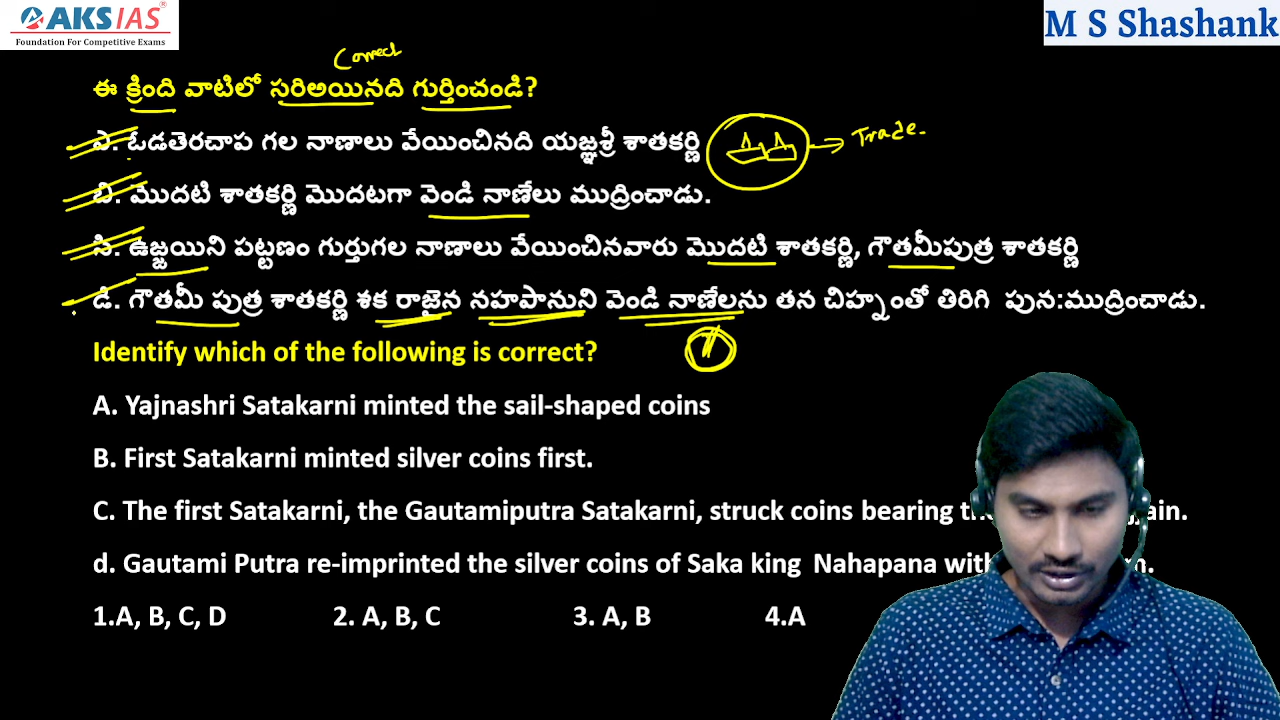 AKS IAS®
Foundation For Competitive Exams
M S Shashank
Correct
ఈ క్రింది వాటిలో సరిఅయినది గుర్తించండి?
ఎ. ఓడతెరచాప గల నాణాలు వేయించినది యజ్ఞశ్రీ శాతకర్ణి
Trade.
బి. మొదటి శాతకర్ణి మొదటగా వెండి నాణేలు ముద్రించాడు.
సి. ఉజ్జయిని పట్టణం గుర్తుగల నాణాలు వేయించినవారు మొదటి శాతకర్ణి, గౌతమీపుత్ర శాతకర్ణి
డి. గౌతమీ పుత్ర శాతకర్ణి శక రాజైన నహపానుని వెండి నాణేలను తన చిహ్నంతో తిరిగి పున:ముద్రించాడు.
Identify which of the following is correct?
A. Yajnashri Satakarni minted the sail-shaped coins
B. First Satakarni minted silver coins first.
C. The first Satakarni, the Gautamiputra Satakarni, struck coins bearing
d. Gautami Putra re-imprinted the silver coins of Saka king Nahapana
1.A, B, C, D 2. A, B, C 3. A, B 4.A